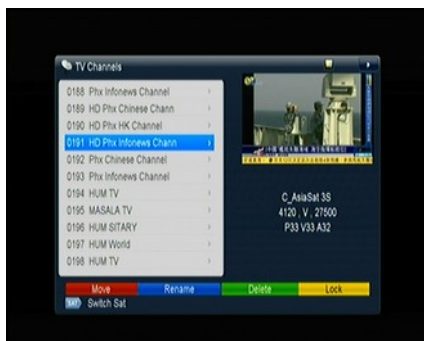 TV Channels
0188 Phx Infonews Channel
0189 HD Phx Chinese Chann
0190 HD Phx HK Channel
0191 HD Phx Infonews Chann
0192 Phx Chinese Channel
0193 Phx Infonews Channel
0194 HUM TV
0195 MASALA TV
0196 HUM SITARY
0197 HUM World
0198 HUM TV
C_AsiaSat 3S
4120 , V , 27500
P33 V33 A32
Move Rename Delete Lock
SAT Switch Sat